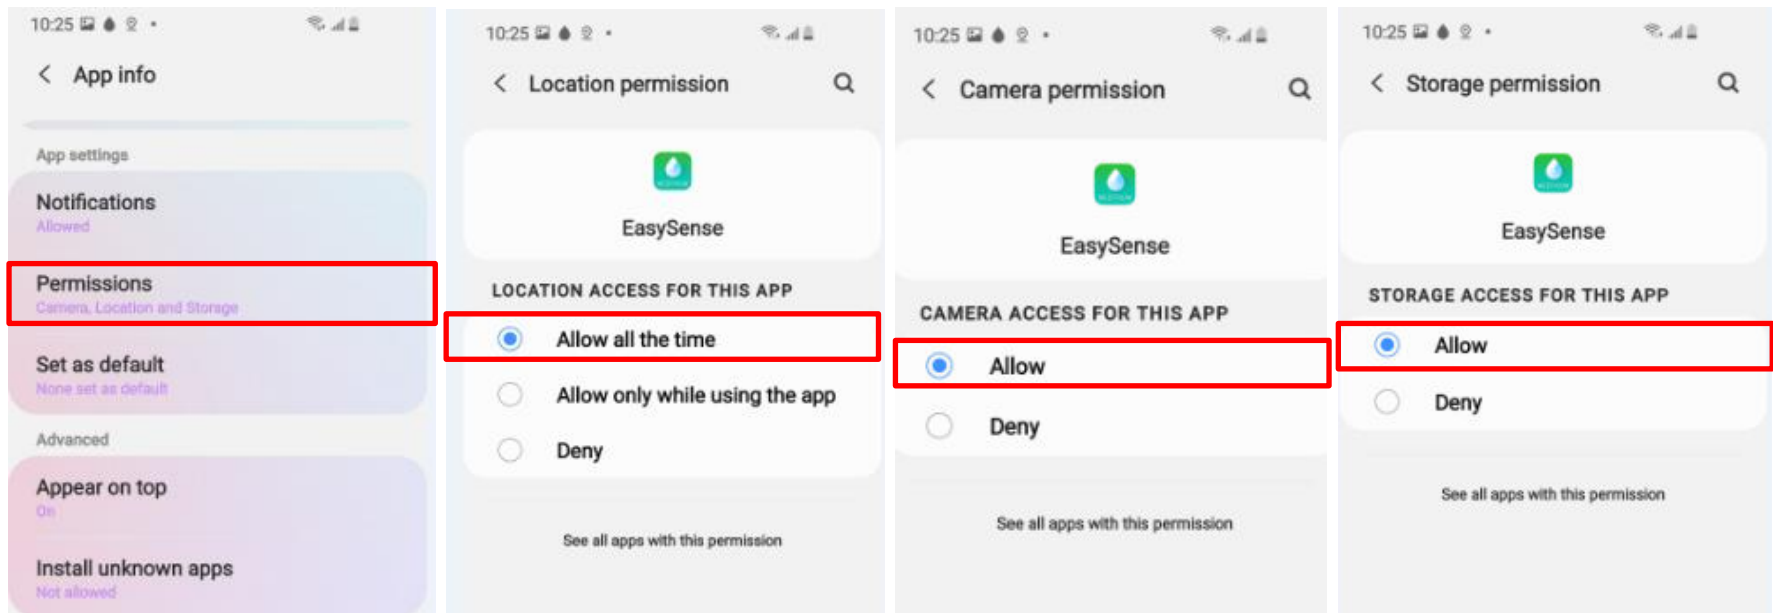 10:25
App info
App settings
Notifications
Allowed
Permissions
Camera, Location and Storage
Set as default
None set as default
Advanced
Appear on top
On
Install unknown apps
Not allowed
10:25
Location permission
EasySense
LOCATION ACCESS FOR THIS APP
Allow all the time
Allow only while using the app
Deny
See all apps with this permission
10:25
Camera permission
EasySense
CAMERA ACCESS FOR THIS APP
Allow
Deny
See all apps with this permission
10:25
Storage permission
EasySense
STORAGE ACCESS FOR THIS APP
Allow
Deny
See all apps with this permission